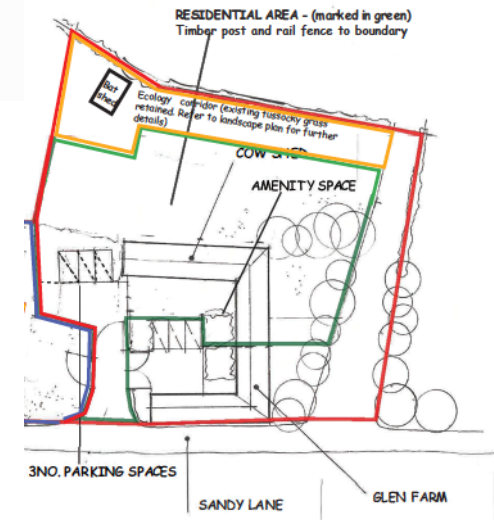 RESIDENTIAL AREA - (marked in green)
Timber post and rail fence to boundary
Bat
shed
Ecology corridor (existing tussocky grass
retained. Refer to landscape plan for further
details)
COW SHED
AMENITY SPACE
3NO. PARKING SPACES
SANDY LANE
GLEN FARM